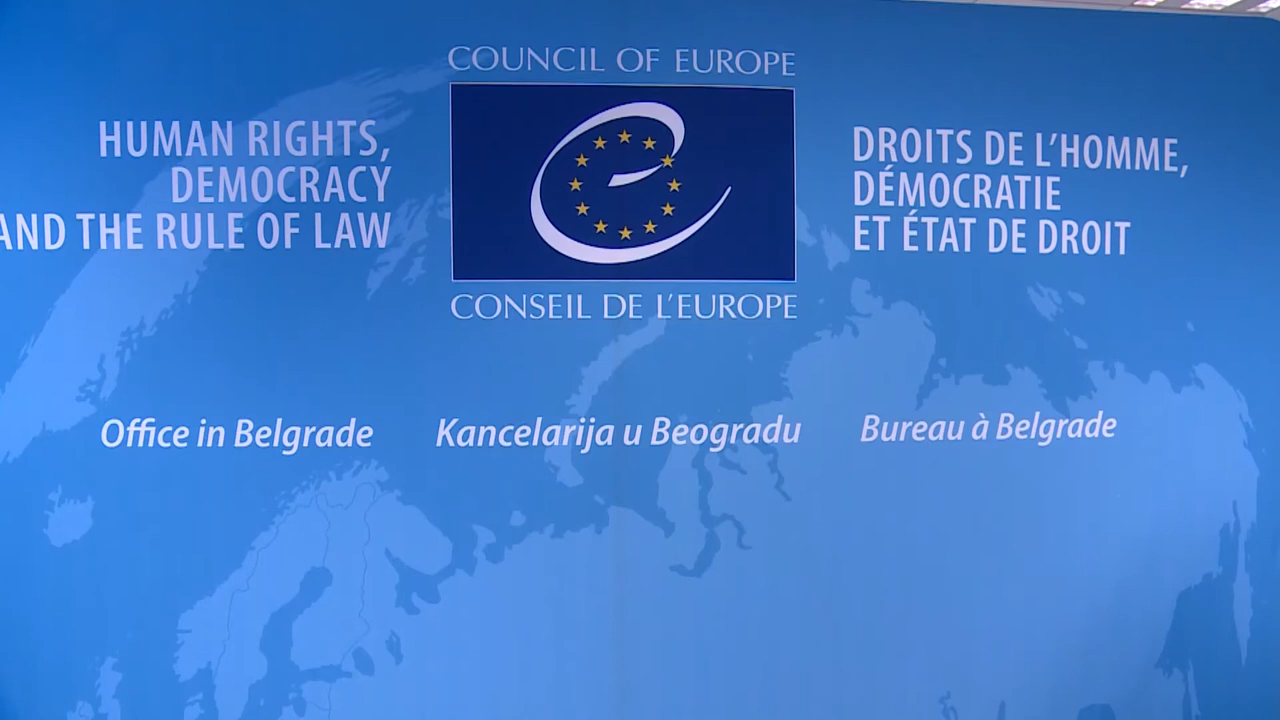 COUNCIL OF EUROPE
HUMAN RIGHTS,
DEMOCRACY
AND THE RULE OF LAW
DROITS DE L'HOMME,
DÉMOCRATIE
ET ÉTAT DE DROIT
CONSEIL DE L'EUROPE
Office in Belgrade
Kancelarija u Beogradu
Bureau à Belgrade